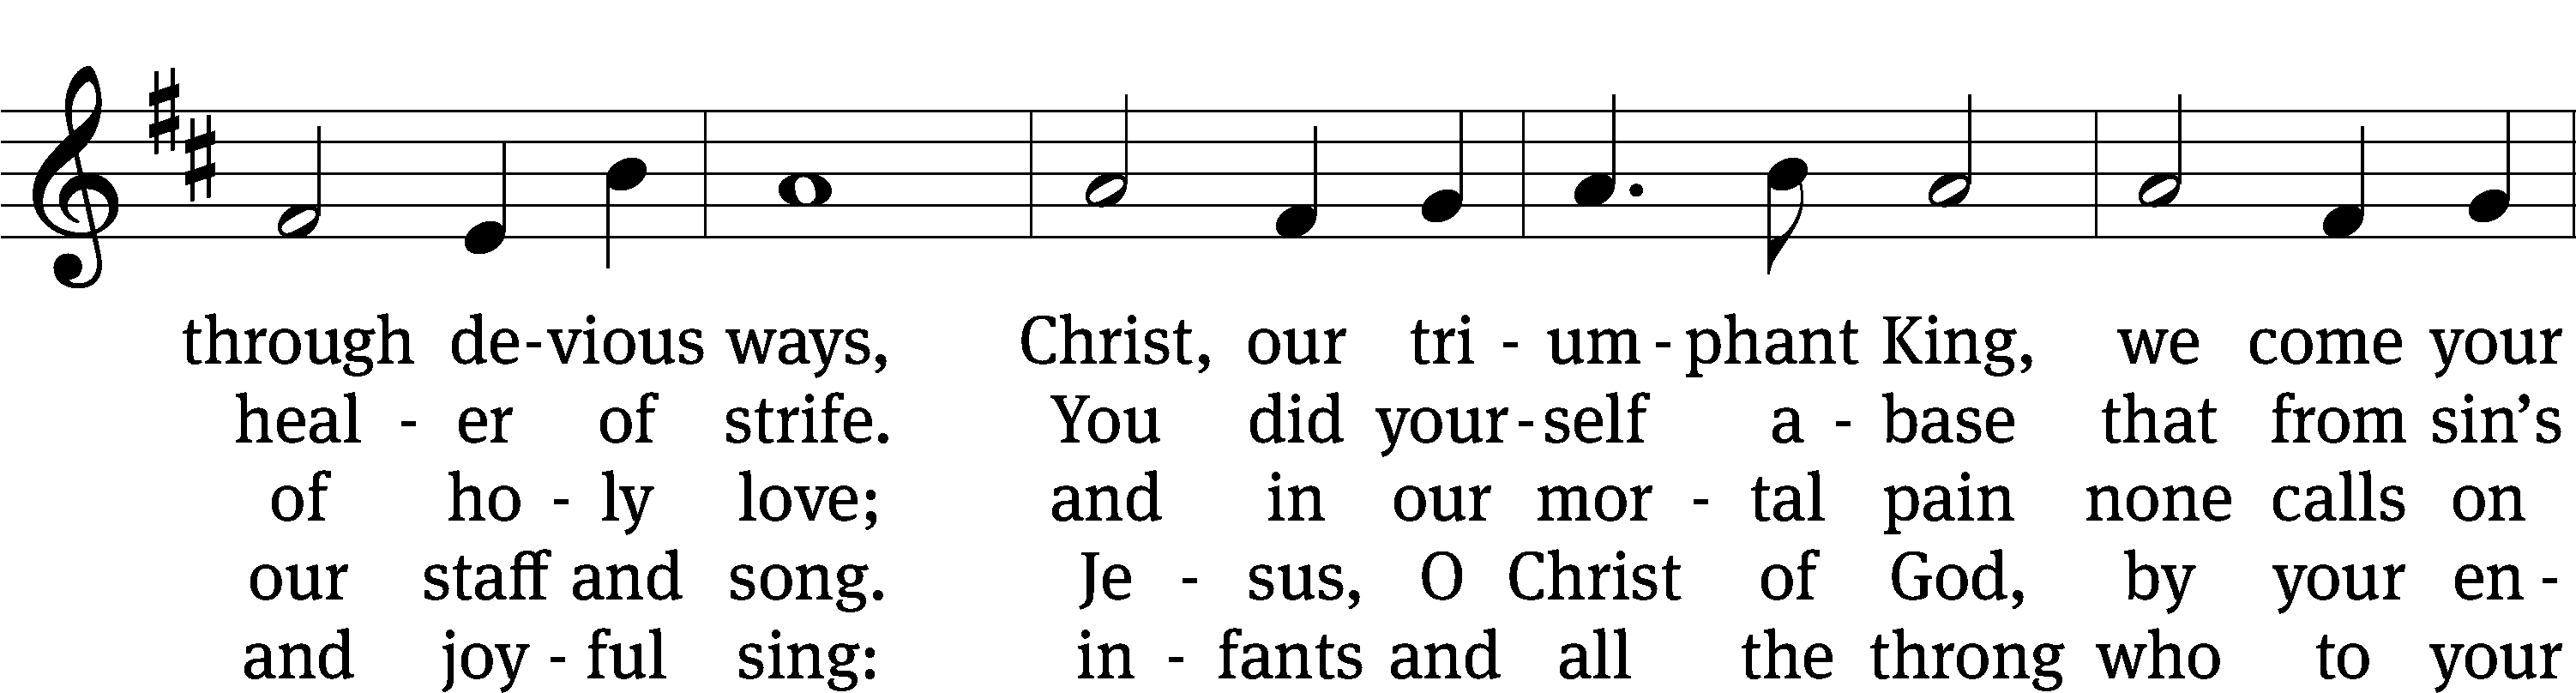 through de-vious ways, Christ, our tri - um-phant King, we come your
heal - er of strife. You did your-self a - base that from sin’s
of ho - ly love; and in our mor - tal pain none calls on
our staff and song. Je - sus, O Christ of God, by your en -
and joy - ful sing: in - fants and all the throng who to your